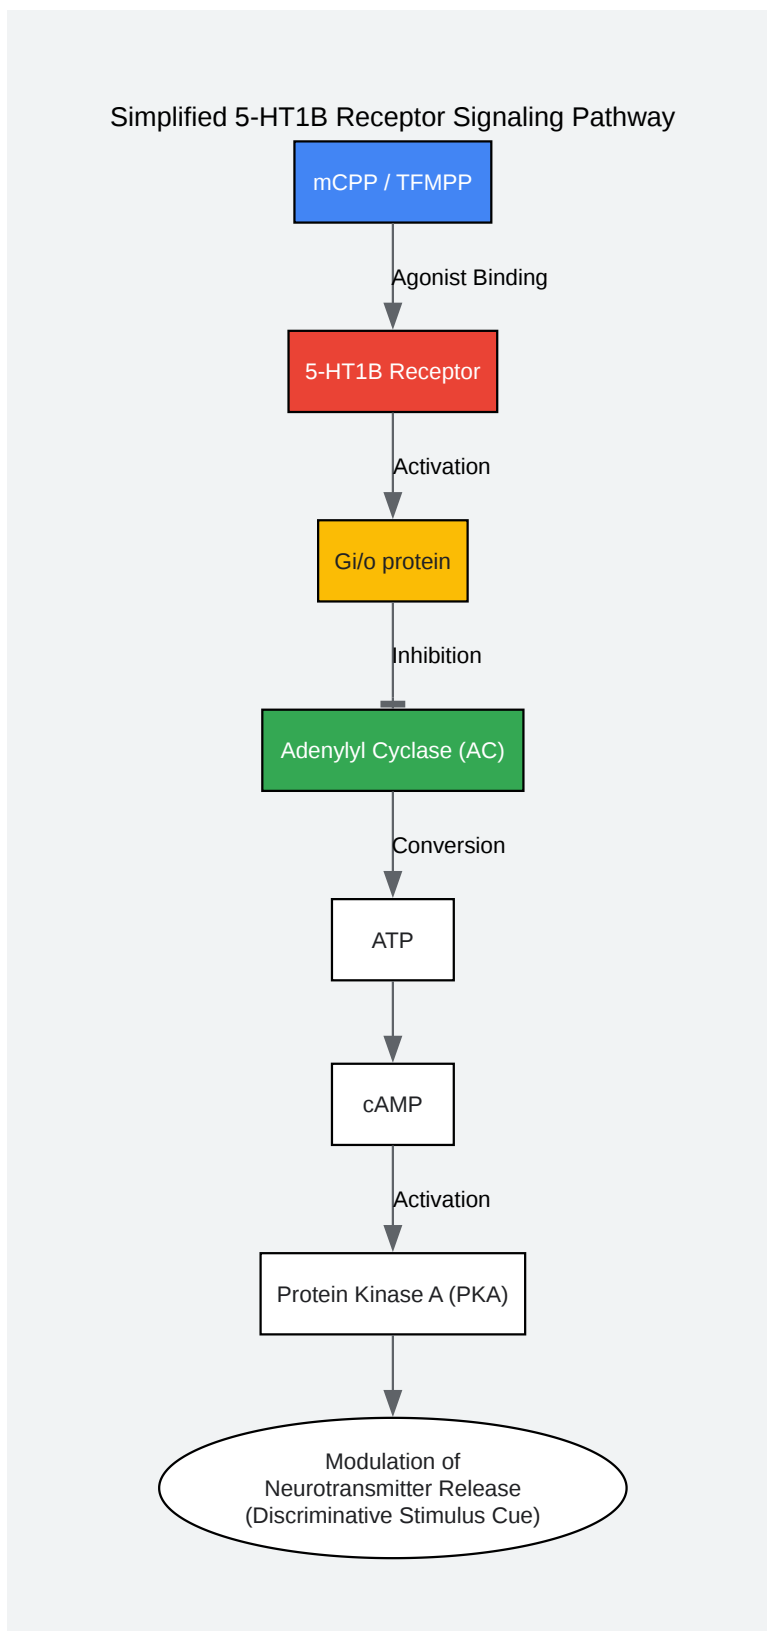 Simplified 5-HT1B Receptor Signaling Pathway
mCPP / TFMPP
Agonist Binding
5-HT1B Receptor
Activation
Gi/o protein
Inhibition
Adenylyl Cyclase (AC)
Conversion
ATP
cAMP
Activation
Protein Kinase A (PKA)
Modulation of
Neurotransmitter Release
(Discriminative Stimulus Cue)